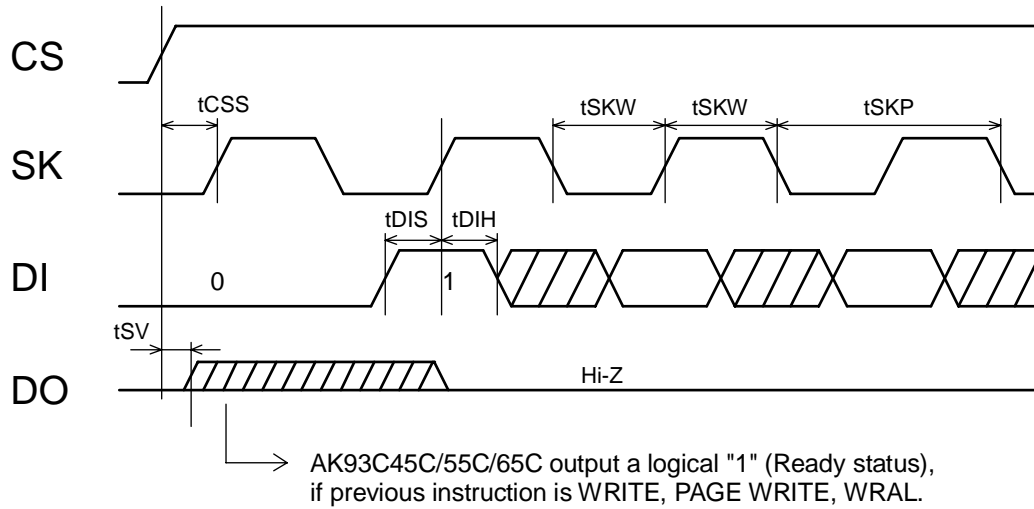 CS
tCSS
tSKW
tSKW
tSKP
SK
tDIS
tDIH
DI
0
1
tSV
DO
Hi-Z
AK93C45C/55C/65C output a logical "1" (Ready status),
if previous instruction is WRITE, PAGE WRITE, WRAL.